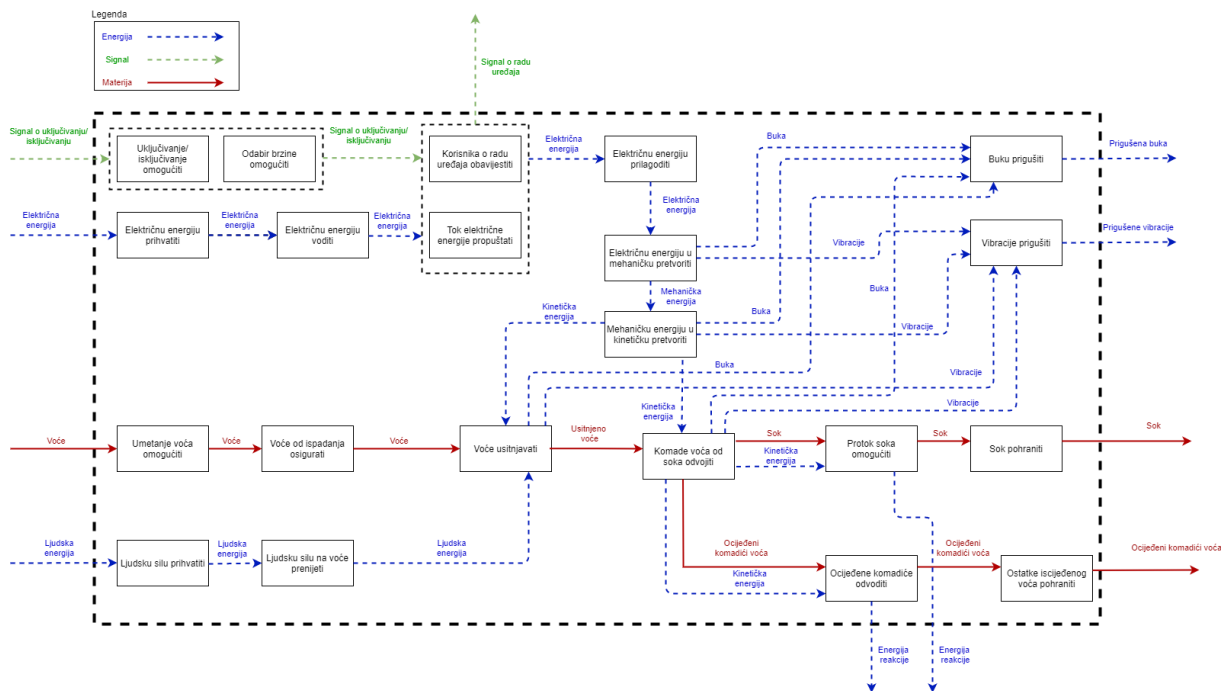 Legenda
Energija
Signal
Materija
Signal o radu
uređaja
Signal o uključivanju/
isključivanju
Uključivanje/
isključivanje
omogućiti
Odabir brzine
omogućiti
Signal o uključivanju/
isključivanju
Korisnika o radu
uređaja obavijestiti
Električna
energija
Električnu energiju
prilagoditi
Buka
Buku prigušiti
Prigušena buka
Električna
energija
Električna
energija
Električnu energiju
prihvatiti
Električna
energija
Električnu energiju
voditi
Električna
energija
Tok električne
energije propuštati
Električnu energiju u
mehaničku pretvoriti
Vibracije
Vibracije prigušiti
Prigušene vibracije
Buka
Mehanička
energija
Kinetička
energija
Mehaničku energiju u
kinetičku pretvoriti
Buka
Vibracije
Buka
Vibracije
Kinetička
energija
Vibracije
Voće
Umetanje voća
omogućiti
Voće
Voće od ispadanja
osigurati
Voće
Voće usitnjavati
Usitnjeno
voće
Komade voća od
soka odvojiti
Sok
Kinetička
energija
Protok soka
omogućiti
Sok
Sok pohraniti
Sok
Ljudska
energija
Ljudsku silu prihvatiti
Ljudska
energija
Ljudsku silu na voće
prenijeti
Ljudska
energija
Ocijeđeni
komadići voća
Kinetička
energija
Ocijeđene komadiće
odvoditi
Ocijeđeni
komadići voća
Ostatke iscijeđenog
voća pohraniti
Ocijeđeni komadići voća
Energija
reakcije
Energija
reakcije